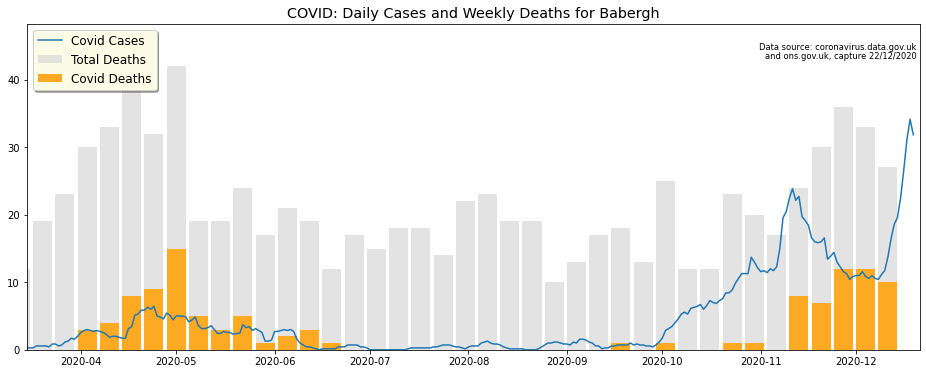 COVID: Daily Cases and Weekly Deaths for Babergh
Covid Cases
Total Deaths
Covid Deaths
Data source: coronavirus.data.gov.uk
and ons.gov.uk, capture 22/12/2020
40
30
20
10
0
2020-04 2020-05 2020-06 2020-07 2020-08 2020-09 2020-10 2020-11 2020-12